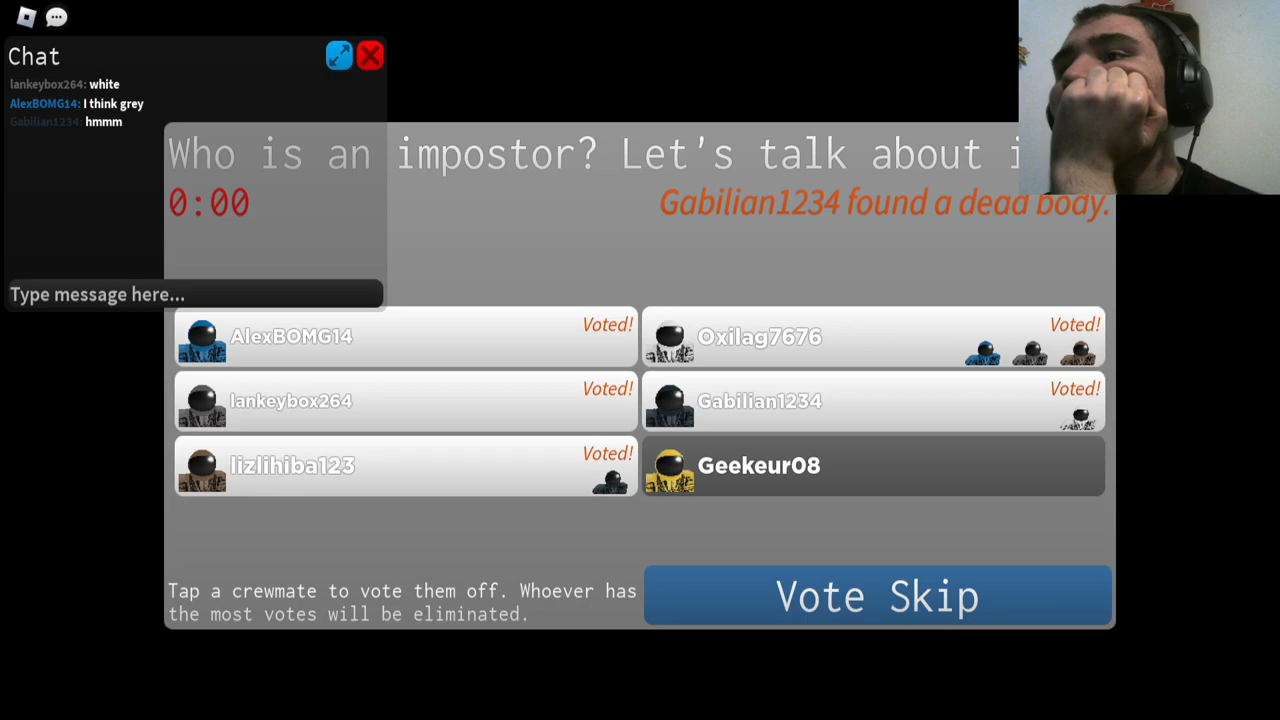 Chat
lankeybox264: white
AlexBOMG14: I think grey
Gabilian1234: hmmm
Type message here...
Who is an impostor? Let's talk about
0:00
Gabilian1234 found a dead body.
AlexBOMG14 Voted!
Oxilag7676 Voted!
lankeybox264 Voted!
Gabilian1234 Voted!
lizlihiba123 Voted!
Geekeur08
Tap a crewmate to vote them off. Whoever has
the most votes will be eliminated.
Vote Skip